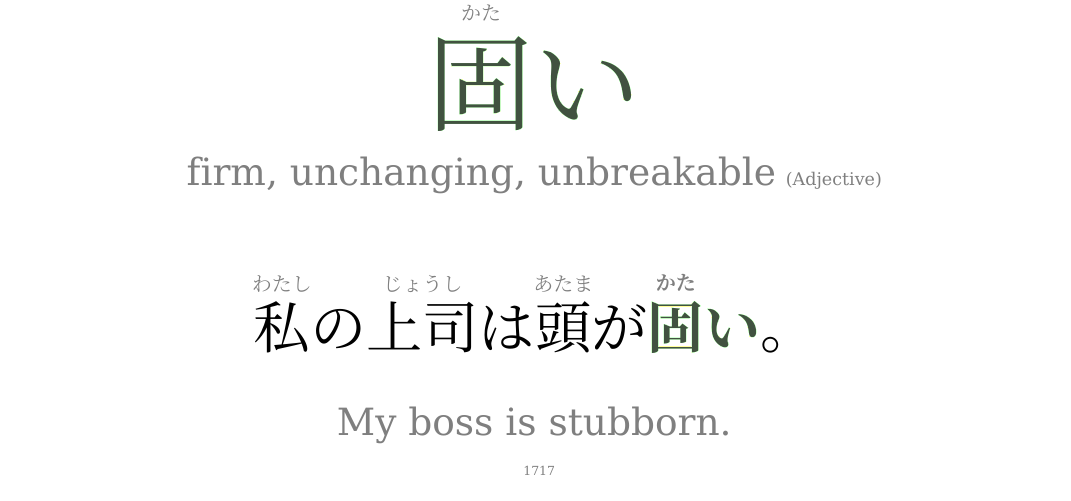 かた
固い
firm, unchanging, unbreakable (Adjective)
わたし じょうし あたま かた
私の上司は頭が固い。
My boss is stubborn.
1717